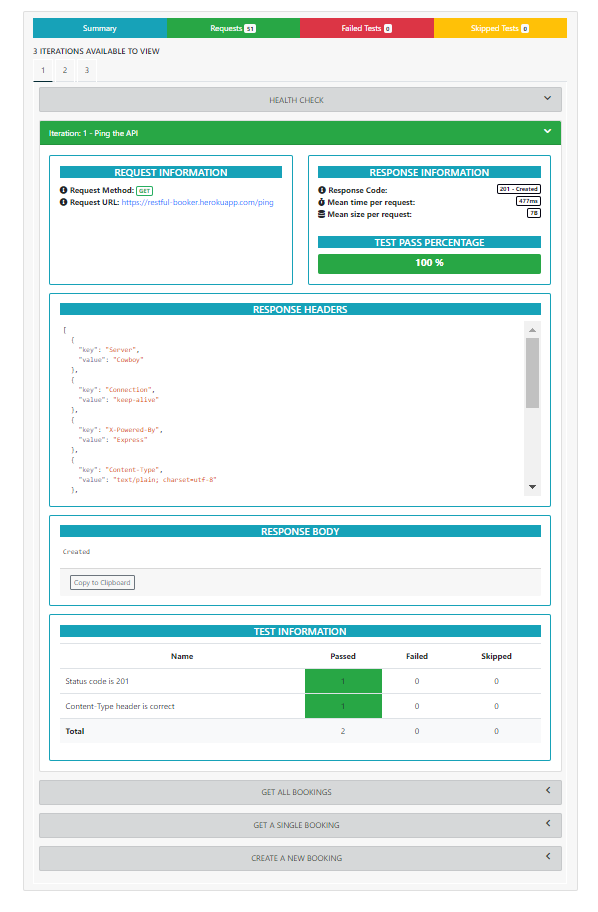 Summary
Requests 51
Failed Tests 0
Skipped Tests 0
3 ITERATIONS AVAILABLE TO VIEW
1 2 3
HEALTH CHECK
Iteration: 1 - Ping the API
REQUEST INFORMATION
Request Method: GET
Request URL: https://restful-booker.herokuapp.com/ping
RESPONSE INFORMATION
Response Code: 201 - Created
Mean time per request: 477ms
Mean size per request: 7B
TEST PASS PERCENTAGE
100 %
RESPONSE HEADERS
[
{
"key": "Server",
"value": "Cowboy"
},
{
"key": "Connection",
"value": "keep-alive"
},
{
"key": "X-Powered-By",
"value": "Express"
},
{
"key": "Content-Type",
"value": "text/plain; charset=utf-8"
},
RESPONSE BODY
Created
Copy to Clipboard
TEST INFORMATION
Name Passed Failed Skipped
Status code is 201 1 0 0
Content-Type header is correct 1 0 0
Total 2 0 0
GET ALL BOOKINGS
GET A SINGLE BOOKING
CREATE A NEW BOOKING